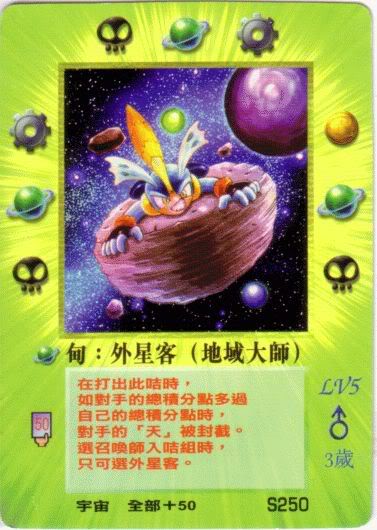 甸：外星客（地域大師）
在打出此咭時，
如對手的總積分點多過
自己的總積分點時，
對手的「天」被封截。
選召喚師入咭組時，
只可選外星客。
50
LV5
3歲
宇宙 全部＋50
S250